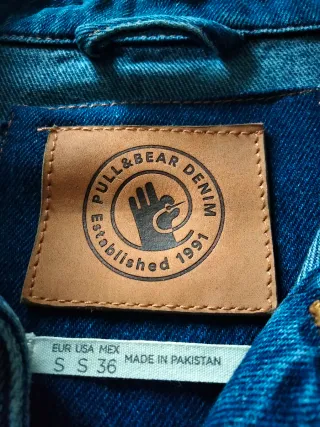 PULL&BEAR DENIM
Established 1991
EUR USA MEX
S S 36
MADE IN PAKISTAN